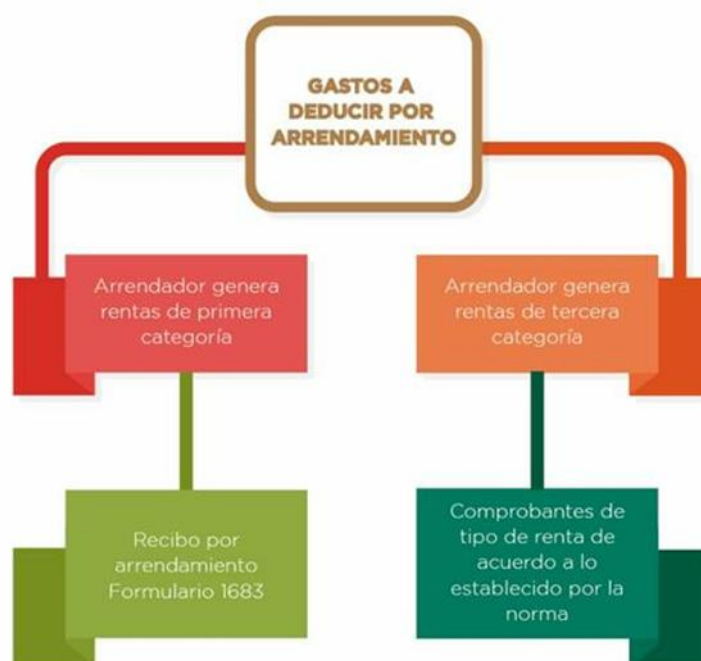 GASTOS A
DEDUCIR POR
ARRENDAMIENTO
Arrendador genera
rentas de primera
categoría
Arrendador genera
rentas de tercera
categoría
Recibo por
arrendamiento
Formulario 1683
Comprobantes de
tipo de renta de
acuerdo a lo
establecido por la
norma